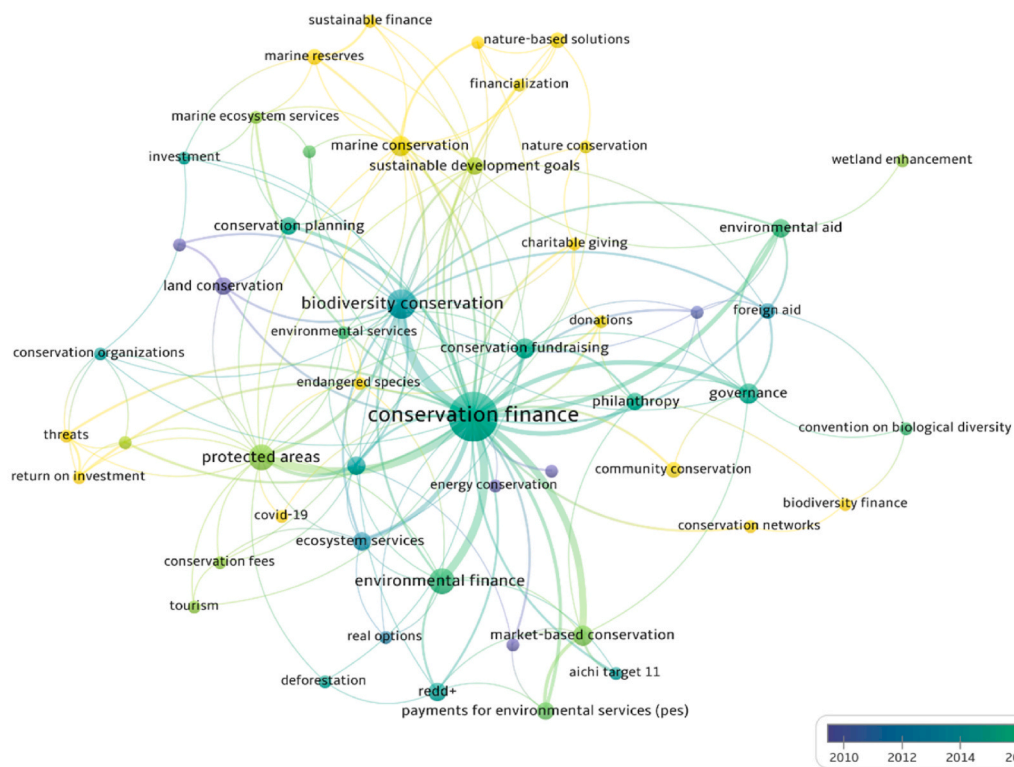 sustainable finance
nature-based solutions
marine reserves
financialization
marine ecosystem services
marine conservation
nature conservation
investment
sustainable development goals
wetland enhancement
conservation planning
environmental aid
charitable giving
land conservation
biodiversity conservation
foreign aid
donations
environmental services
conservation fundraising
conservation organizations
endangered species
philanthropy
governance
conservation finance
convention on biological diversity
threats
protected areas
community conservation
return on investment
energy conservation
biodiversity finance
covid-19
conservation networks
ecosystem services
conservation fees
environmental finance
tourism
real options
market-based conservation
aichi target 11
deforestation
redd+
payments for environmental services (pes)
2010 2012 2014